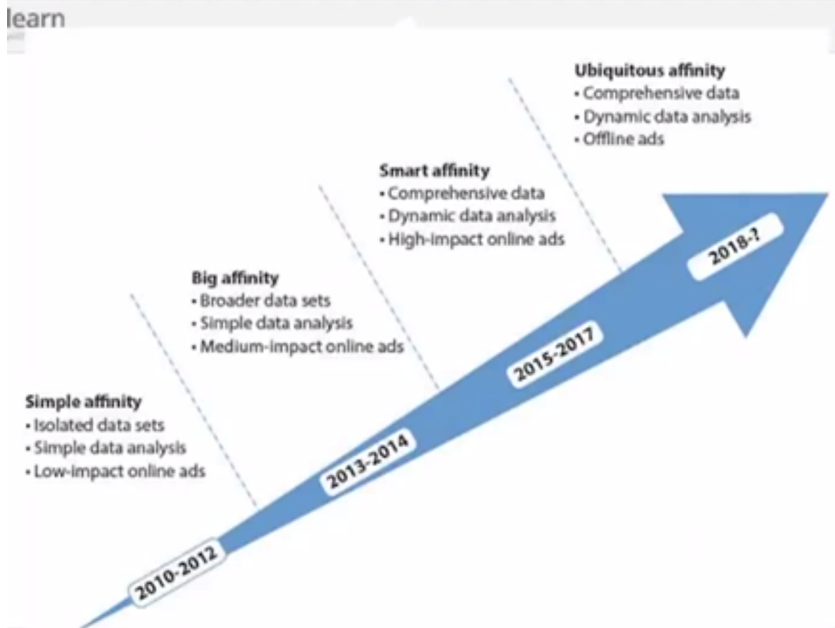 learn
Ubiquitous affinity
• Comprehensive data
• Dynamic data analysis
• Offline ads
Smart affinity
• Comprehensive data
• Dynamic data analysis
• High-impact online ads
Big affinity
• Broader data sets
• Simple data analysis
• Medium-impact online ads
Simple affinity
• Isolated data sets
• Simple data analysis
• Low-impact online ads
2018-?
2015-2017
2013-2014
2010-2012